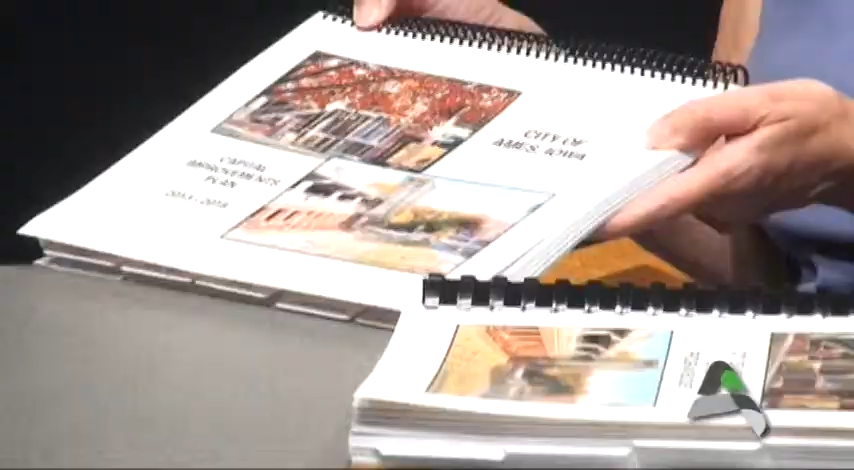 CITY OF
AMES, IOWA
CAPITAL
IMPROVEMENTS
PLAN